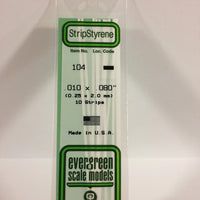 StripStyrene
Item No. Loc. Code
104
.010 x .080"
(0.25 x 2.0 mm)
10 Strips
Made in U.S.A.
evergreen
scale models